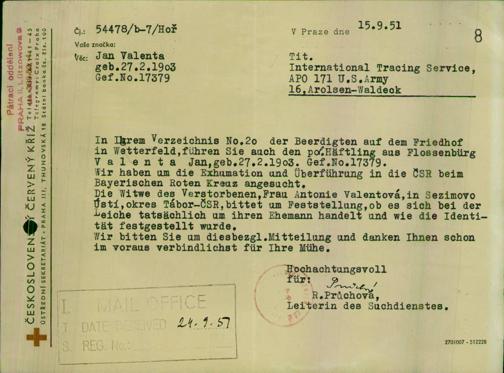 Pátrací oddělení
PRAHA II, Lützowova 9
ČESKOSLOVENSKÝ ČERVENÝ KŘÍŽ
ÚSTŘEDNÍ SEKRETARIÁT · PRAHA III, THUNOVSKÁ 18
Čj.: 54478/b-7/Hoř
V Praze dne 15.9.51
8
Vaše značka:
Věc: Jan Valenta
geb.27.2.19o3
Gef.No.17379
Tit.
International Tracing Service,
APO 171 U.S.Army
16,Arolsen-Waldeck
In Ihrem Verzeichnis No.2o der Beerdigten auf dem Friedhof
in Wetterfeld,führen Sie auch den pol.Häftling aus Flossenbürg
V a l e n t a Jan,geb.27.2.19o3. Gef.No.17379.
Wir haben um die Exhumation und Überführung in die ČSR beim
Bayerischen Roten Kreuz angesucht.
Die Witwe des Verstorbenen,Frau Antonie Valentová,in Sezimovo
Ústí,okres Tábor-ČSR,bittet um Feststellung, ob es sich bei der
Leiche tatsächlich um ihren Ehemann handelt und wie die Identi-
tät festgestellt wurde.
Wir bitten Sie um diesbezgl.Mitteilung und danken Ihnen schon
im voraus verbindlichst für Ihre Mühe.
Hochachtungsvoll
für:
R.Průchová,
Leiterin des Suchdienstes.
I. MAIL OFFICE
T DATE RECEIVED 24.9.51
S. REG. No.:
2701007 - 512228